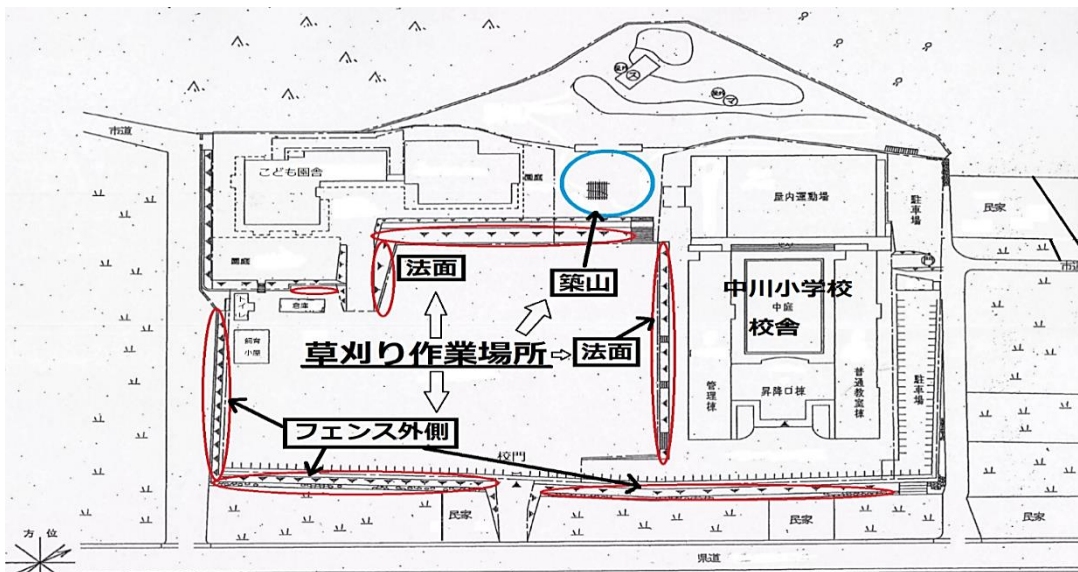 市道
こども園舎
園庭
屋内運動場
駐車場
民家
園庭
法面
築山
中川小学校
中庭
校舎
市道
トイレ
倉庫
飼育
小屋
草刈り作業場所
法面
管理棟
昇降口棟
普通教室棟
駐車場
フェンス外側
校門
民家
民家
民家
方位
県道